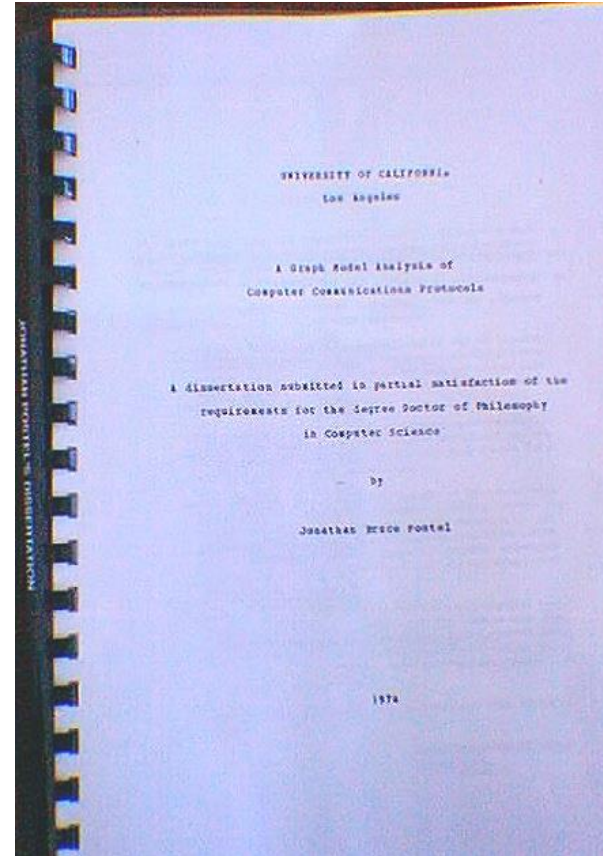 UNIVERSITY OF CALIFORNIA
Los Angeles
A Graph Model Analysis of
Computer Communications Protocols
A dissertation submitted in partial satisfaction of the
requirements for the degree Doctor of Philosophy
in Computer Science
by
Jonathan Bruce Postel
1974
JONATHAN POSTEL'S DISSERTATION